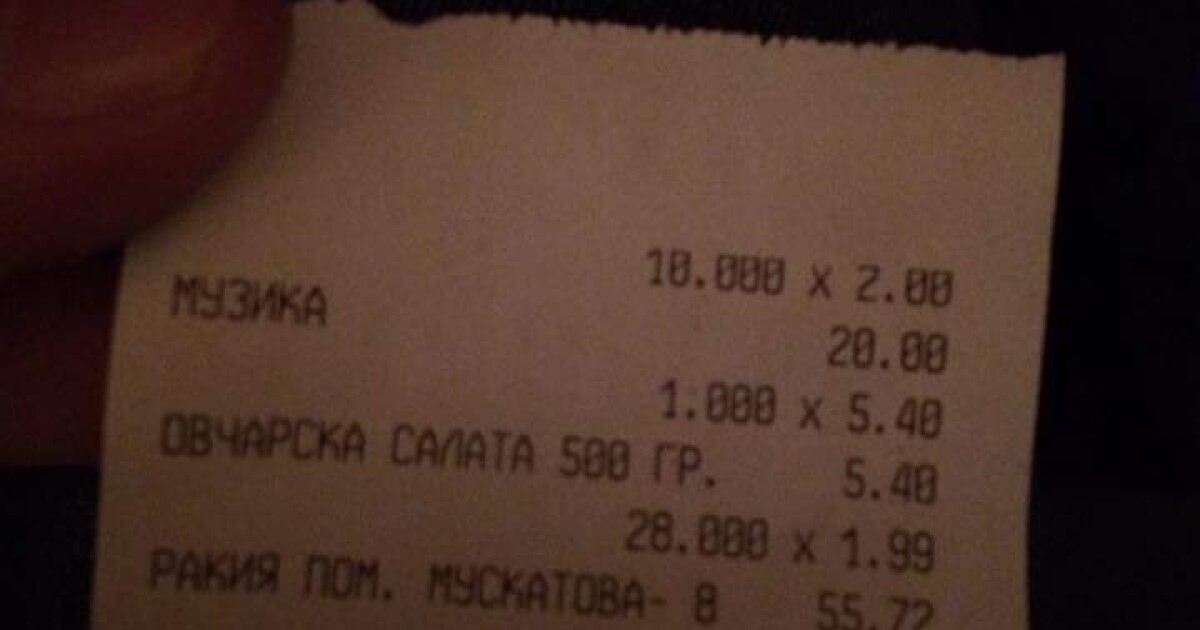 10.000 x 2.00
МУЗИКА 20.00
1.000 x 5.40
ОВЧАРСКА САЛАТА 500 ГР. 5.40
28.000 x 1.99
РАКИЯ ПОМ. МУСКАТОВА- 8 55.72